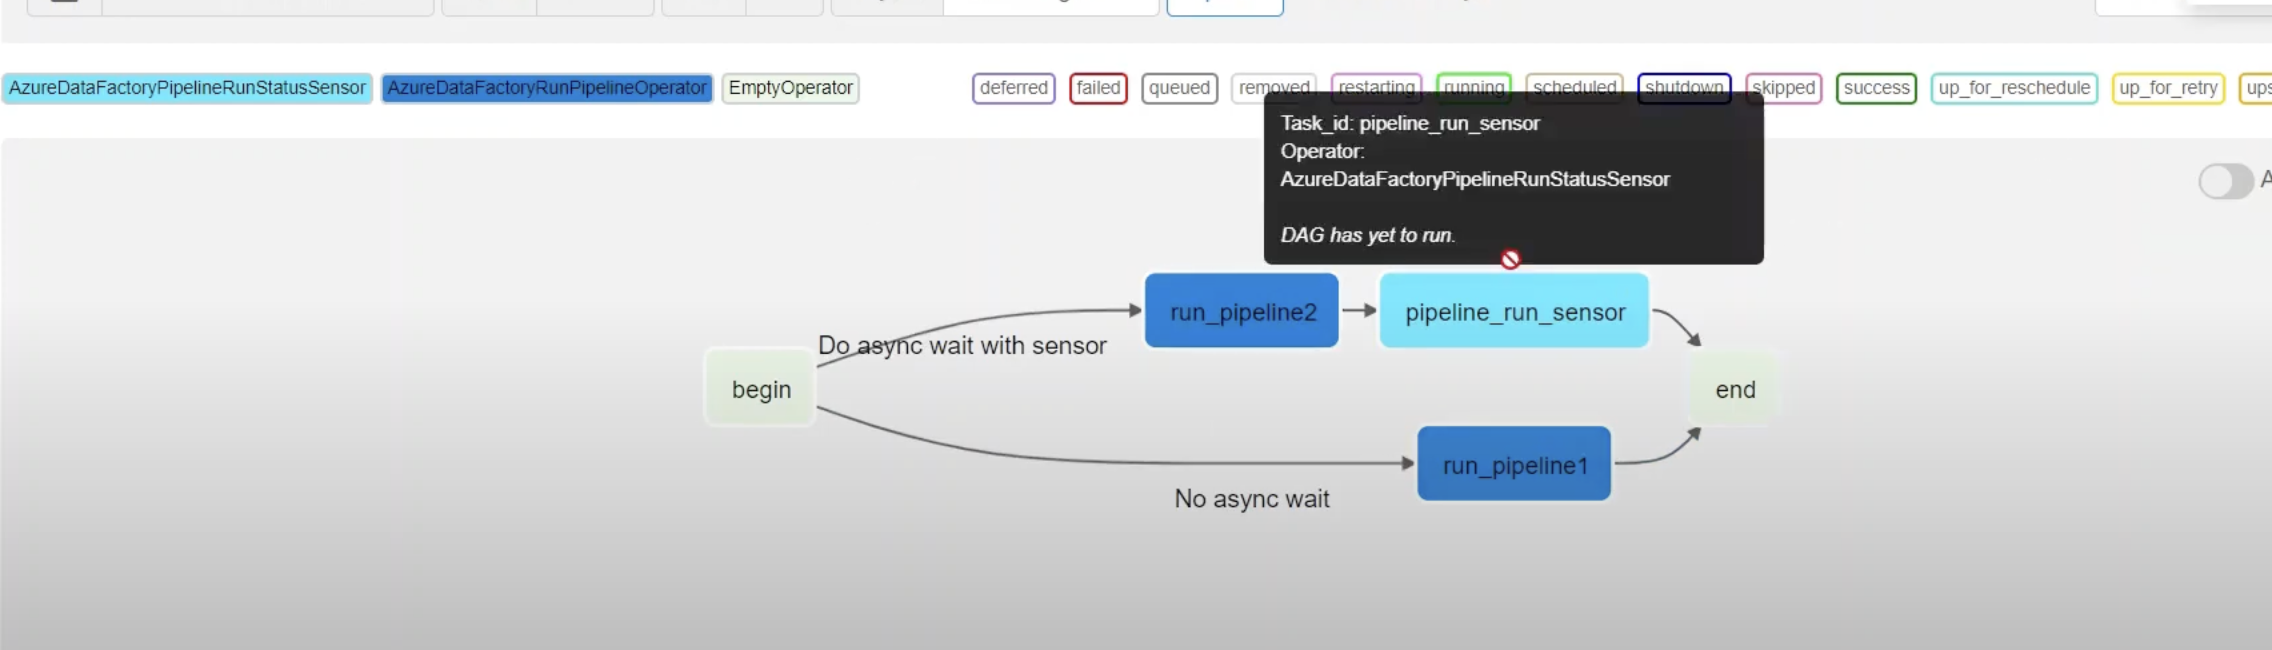 AzureDataFactoryPipelineRunStatusSensor AzureDataFactoryRunPipelineOperator EmptyOperator deferred failed queued removed restarting running scheduled shutdown skipped success up_for_reschedule up_for_retry
Task_id: pipeline_run_sensor
Operator:
AzureDataFactoryPipelineRunStatusSensor
DAG has yet to run.
run_pipeline2 pipeline_run_sensor
Do async wait with sensor
begin end
run_pipeline1
No async wait